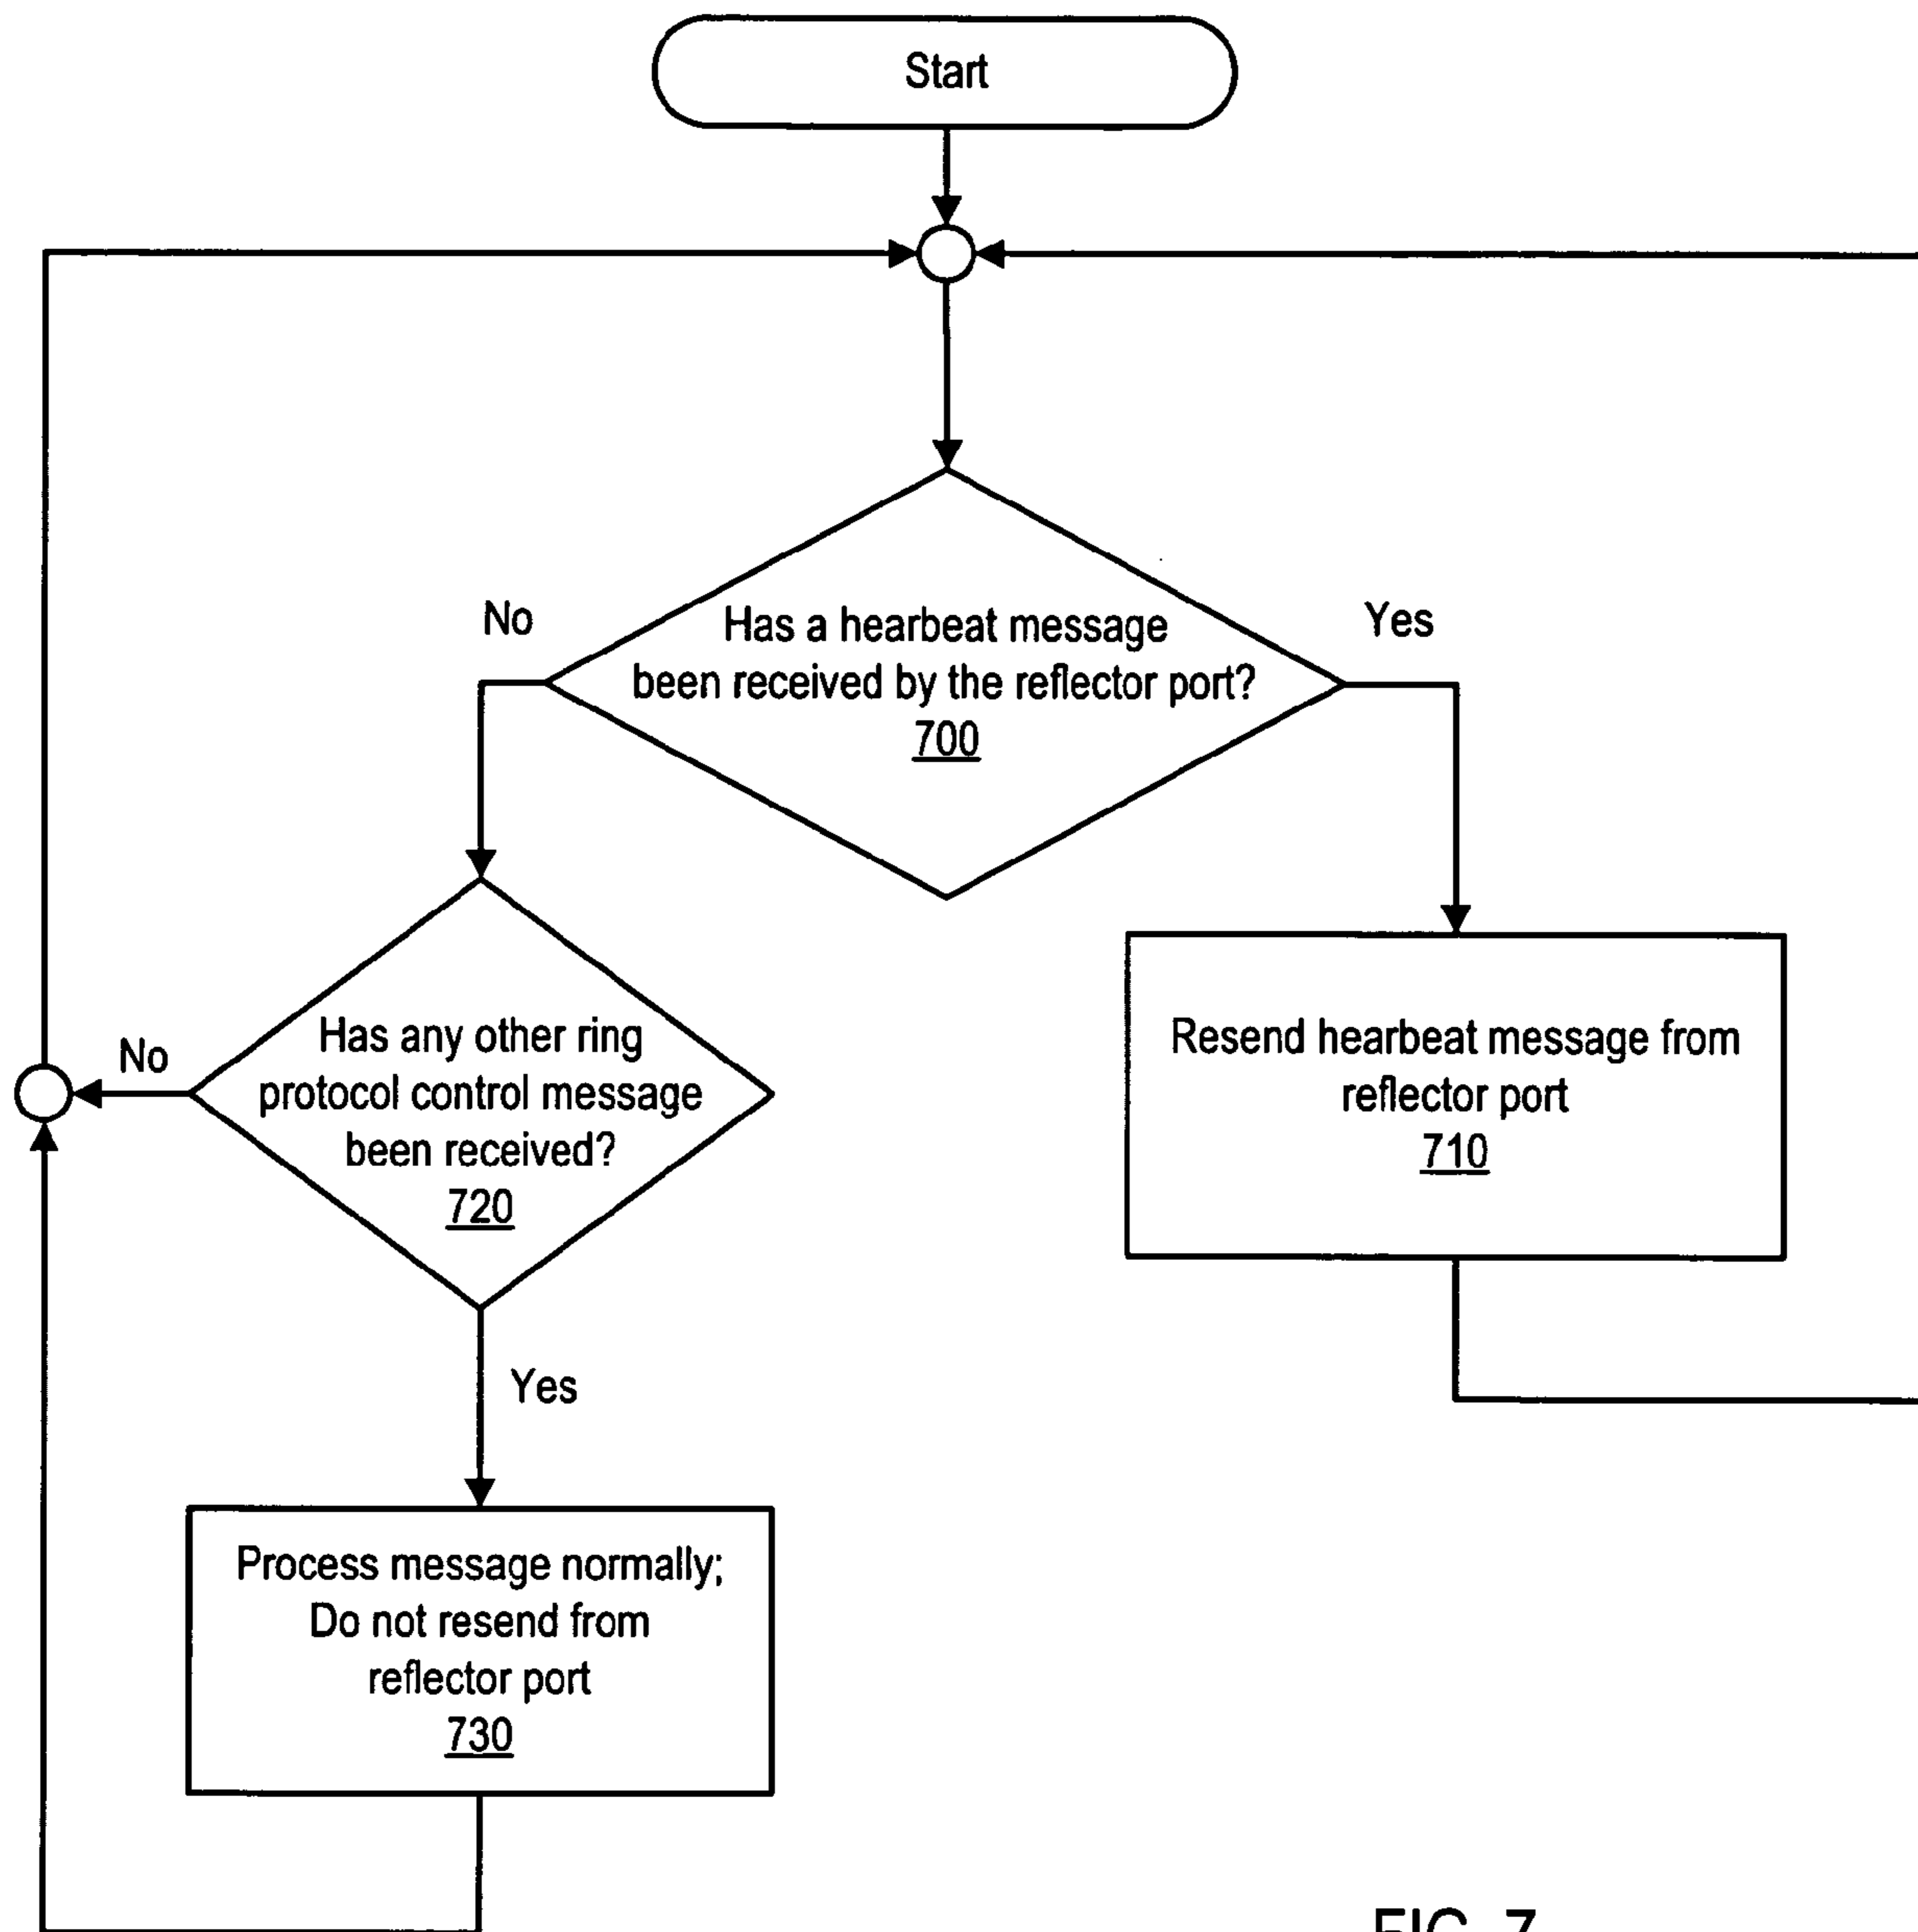 Start
No
Has a hearbeat message
been received by the reflector port?
700
Yes
No
Has any other ring
protocol control message
been received?
720
Resend hearbeat message from
reflector port
710
Yes
Process message normally;
Do not resend from
reflector port
730
FIG. 7